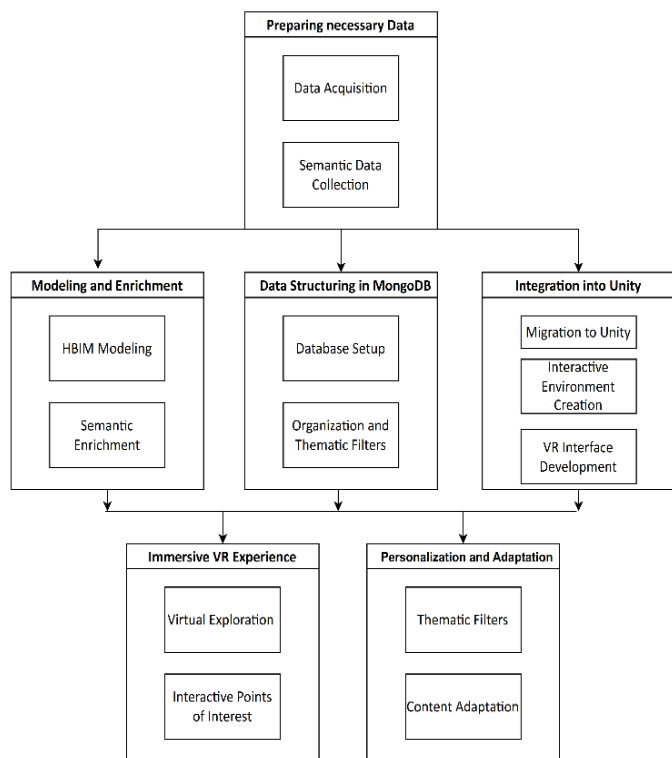 Preparing necessary Data
Data Acquisition
Semantic Data
Collection
Modeling and Enrichment
HBIM Modeling
Semantic
Enrichment
Data Structuring in MongoDB
Database Setup
Organization and
Thematic Filters
Integration into Unity
Migration to Unity
Interactive
Environment
Creation
VR Interface
Development
Immersive VR Experience
Virtual Exploration
Interactive Points
of Interest
Personalization and Adaptation
Thematic Filters
Content Adaptation